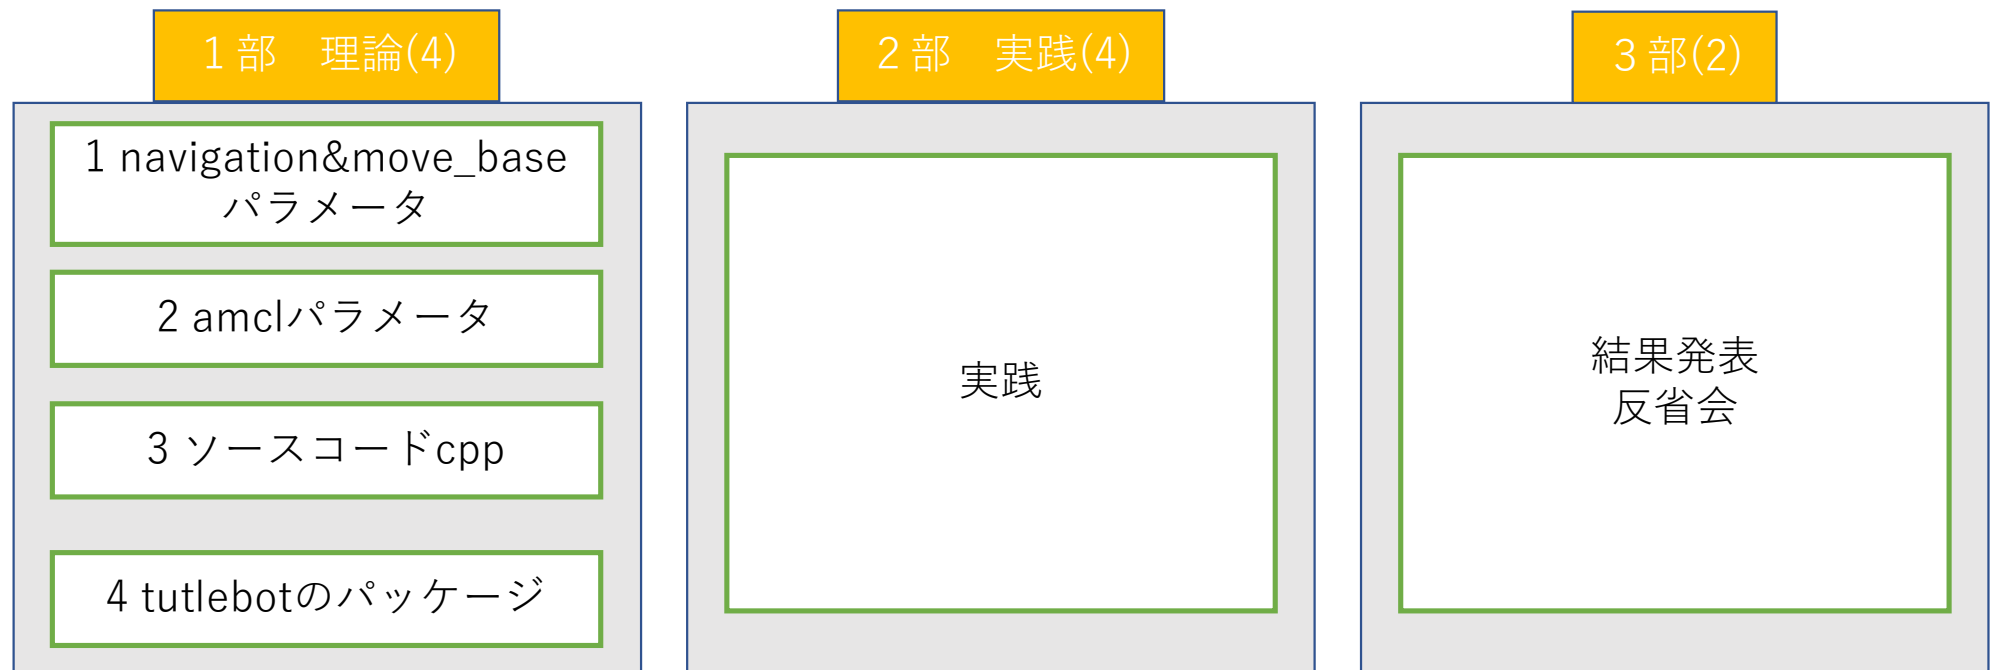 1部　理論(4)
1 navigation&move_base
パラメータ
2 amclパラメータ
3 ソースコードcpp
4 tutlebotのパッケージ
2部　実践(4)
実践
3部(2)
結果発表
反省会